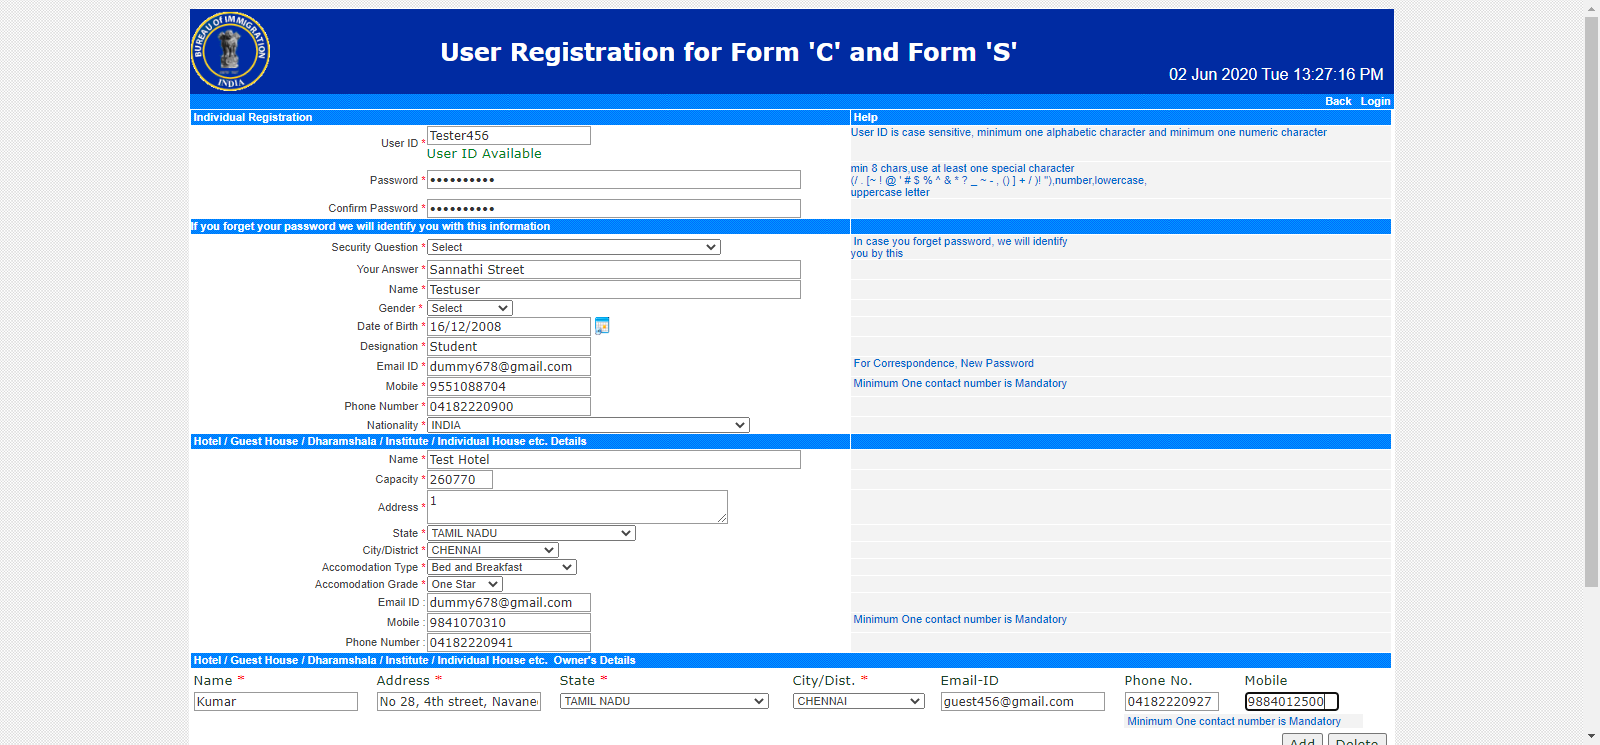 BUREAU OF IMMIGRATION
INDIA
User Registration for Form 'C' and Form 'S'
02 Jun 2020 Tue 13:27:16 PM
Back Login
Individual Registration Help
User ID * Tester456 User ID is case sensitive, minimum one alphabetic character and minimum one numeric character
User ID Available
min 8 chars,use at least one special character
Password * •••••••••• (/ . [~ ! @ ' # $ % ^ & * ? _ ~ - , () ] + / )! "),number,lowercase,
uppercase letter
Confirm Password * ••••••••••
If you forget your password we will identify you with this information
Security Question * Select In case you forget password, we will identify
you by this
Your Answer * Sannathi Street
Name * Testuser
Gender * Select
Date of Birth * 16/12/2008
Designation * Student
Email ID * dummy678@gmail.com For Correspondence, New Password
Mobile * 9551088704 Minimum One contact number is Mandatory
Phone Number * 04182220900
Nationality * INDIA
Hotel / Guest House / Dharamshala / Institute / Individual House etc. Details
Name * Test Hotel
Capacity * 260770
Address * 1
State * TAMIL NADU
City/District * CHENNAI
Accomodation Type * Bed and Breakfast
Accomodation Grade * One Star
Email ID : dummy678@gmail.com
Mobile : 9841070310 Minimum One contact number is Mandatory
Phone Number : 04182220941
Hotel / Guest House / Dharamshala / Institute / Individual House etc. Owner's Details
Name * Address * State * City/Dist. * Email-ID Phone No. Mobile
Kumar No 28, 4th street, Navane TAMIL NADU CHENNAI guest456@gmail.com 04182220927 9884012500
Minimum One contact number is Mandatory
Add Delete